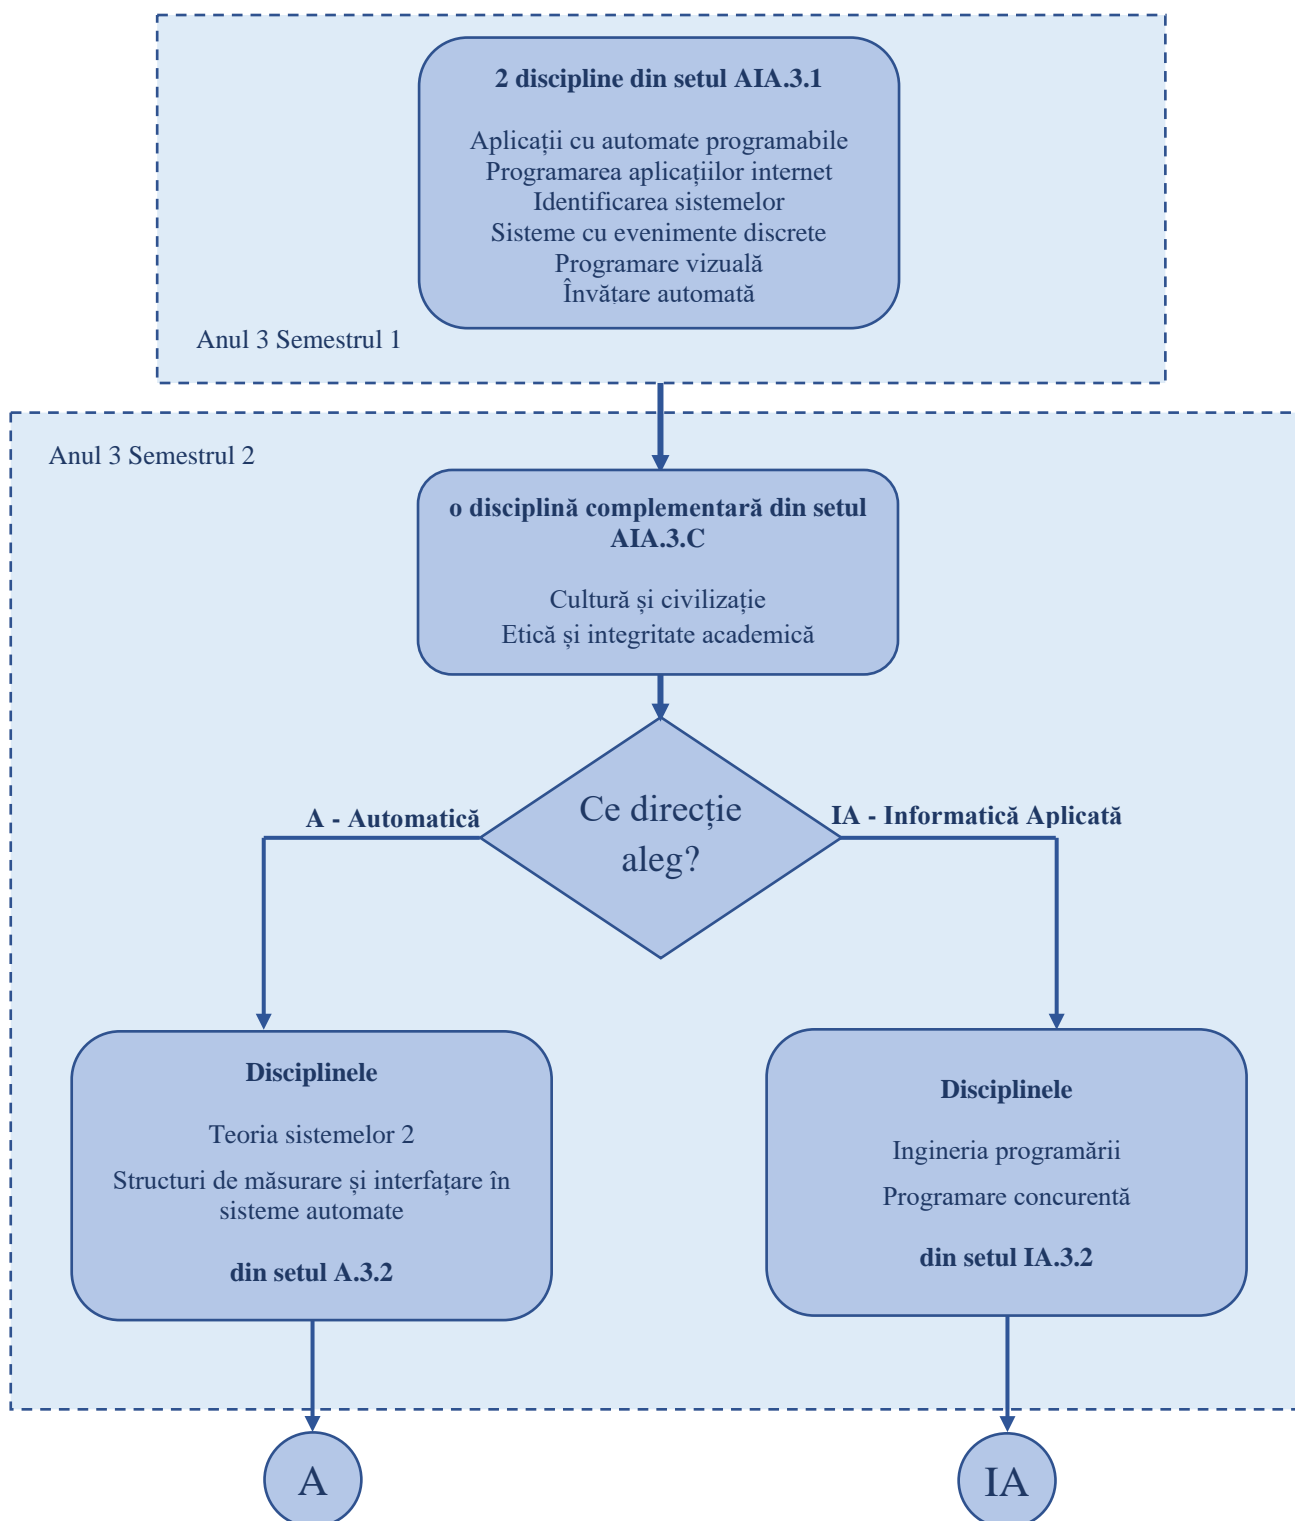 2 discipline din setul AIA.3.1
Aplicații cu automate programabile
Programarea aplicațiilor internet
Identificarea sistemelor
Sisteme cu evenimente discrete
Programare vizuală
Învățare automată
Anul 3 Semestrul 1
Anul 3 Semestrul 2
o disciplină complementară din setul
AIA.3.C
Cultură și civilizație
Etică și integritate academică
Ce direcție
aleg?
A - Automatică
IA - Informatică Aplicată
Disciplinele
Teoria sistemelor 2
Structuri de măsurare și interfațare în
sisteme automate
din setul A.3.2
Disciplinele
Ingineria programării
Programare concurentă
din setul IA.3.2
A
IA